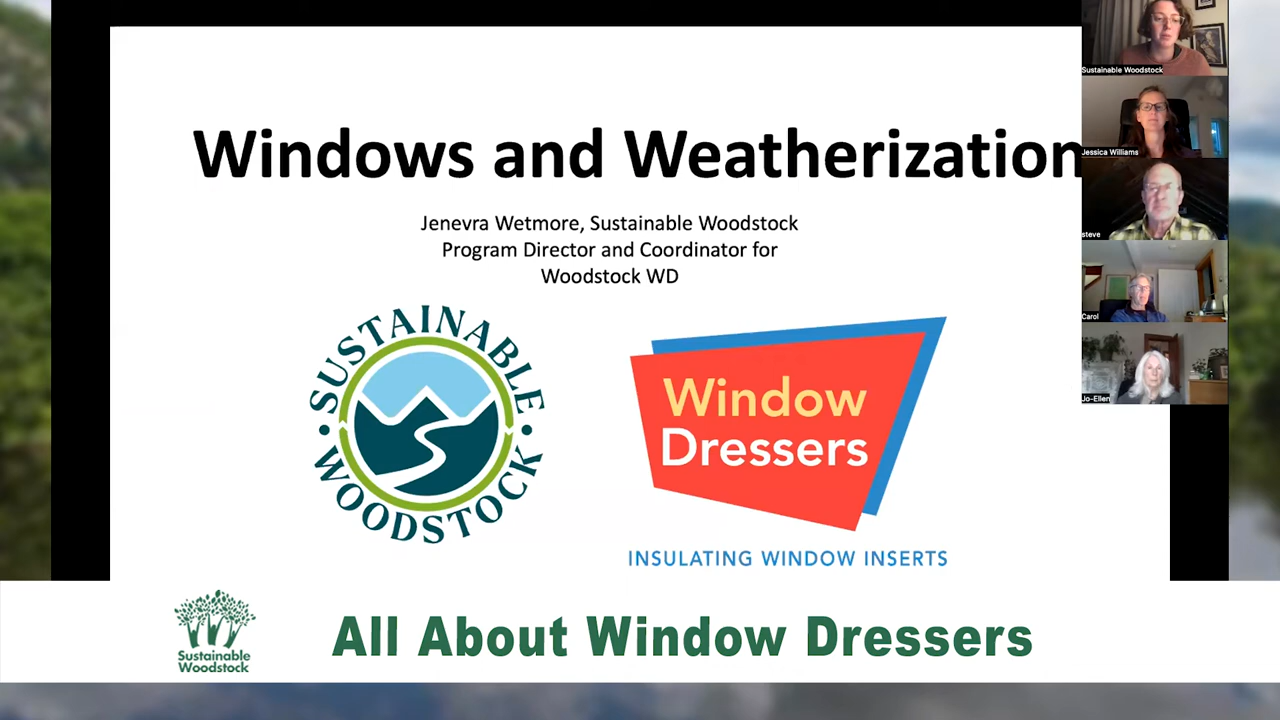 Windows and Weatherization
Jenevra Wetmore, Sustainable Woodstock
Program Director and Coordinator for
Woodstock WD
SUSTAINABLE
• WOODSTOCK •
Window
Dressers
INSULATING WINDOW INSERTS
Sustainable Woodstock
Jessica Williams
steve
Carol
Jo-Ellen
Sustainable
Woodstock
All About Window Dressers